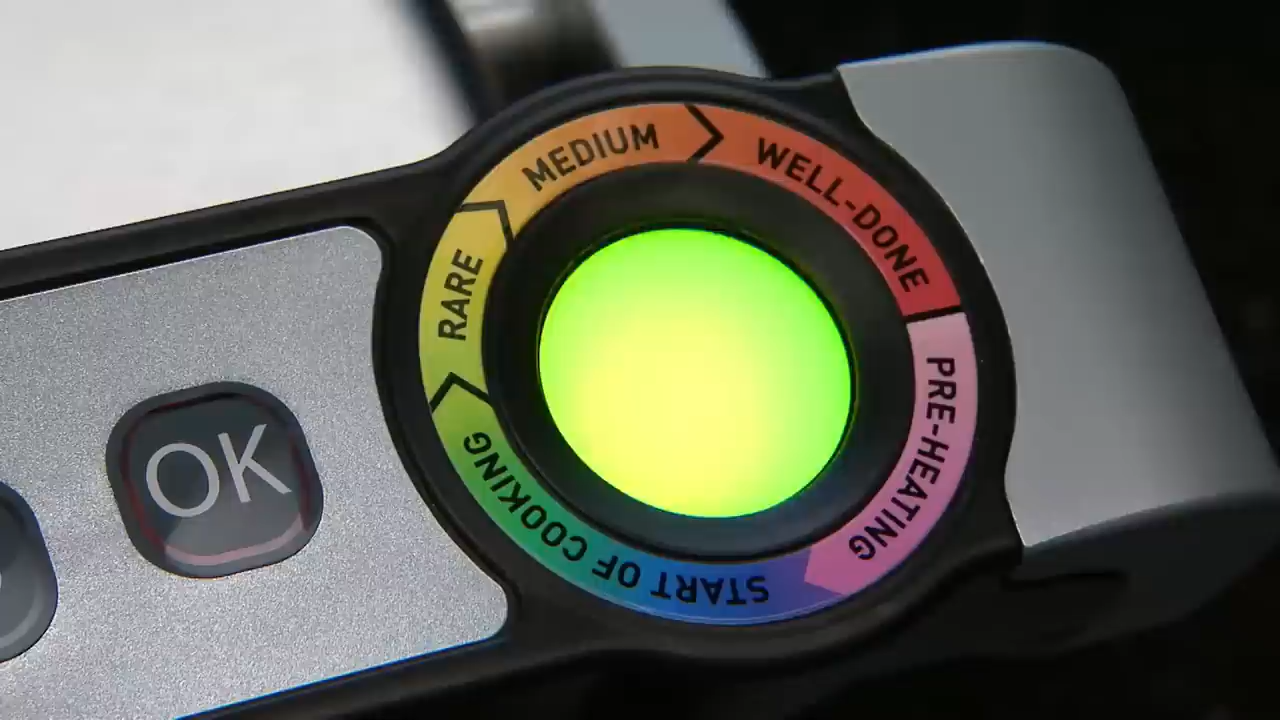 MEDIUM
WELL-DONE
RARE
PRE-HEATING
START OF COOKING
OK